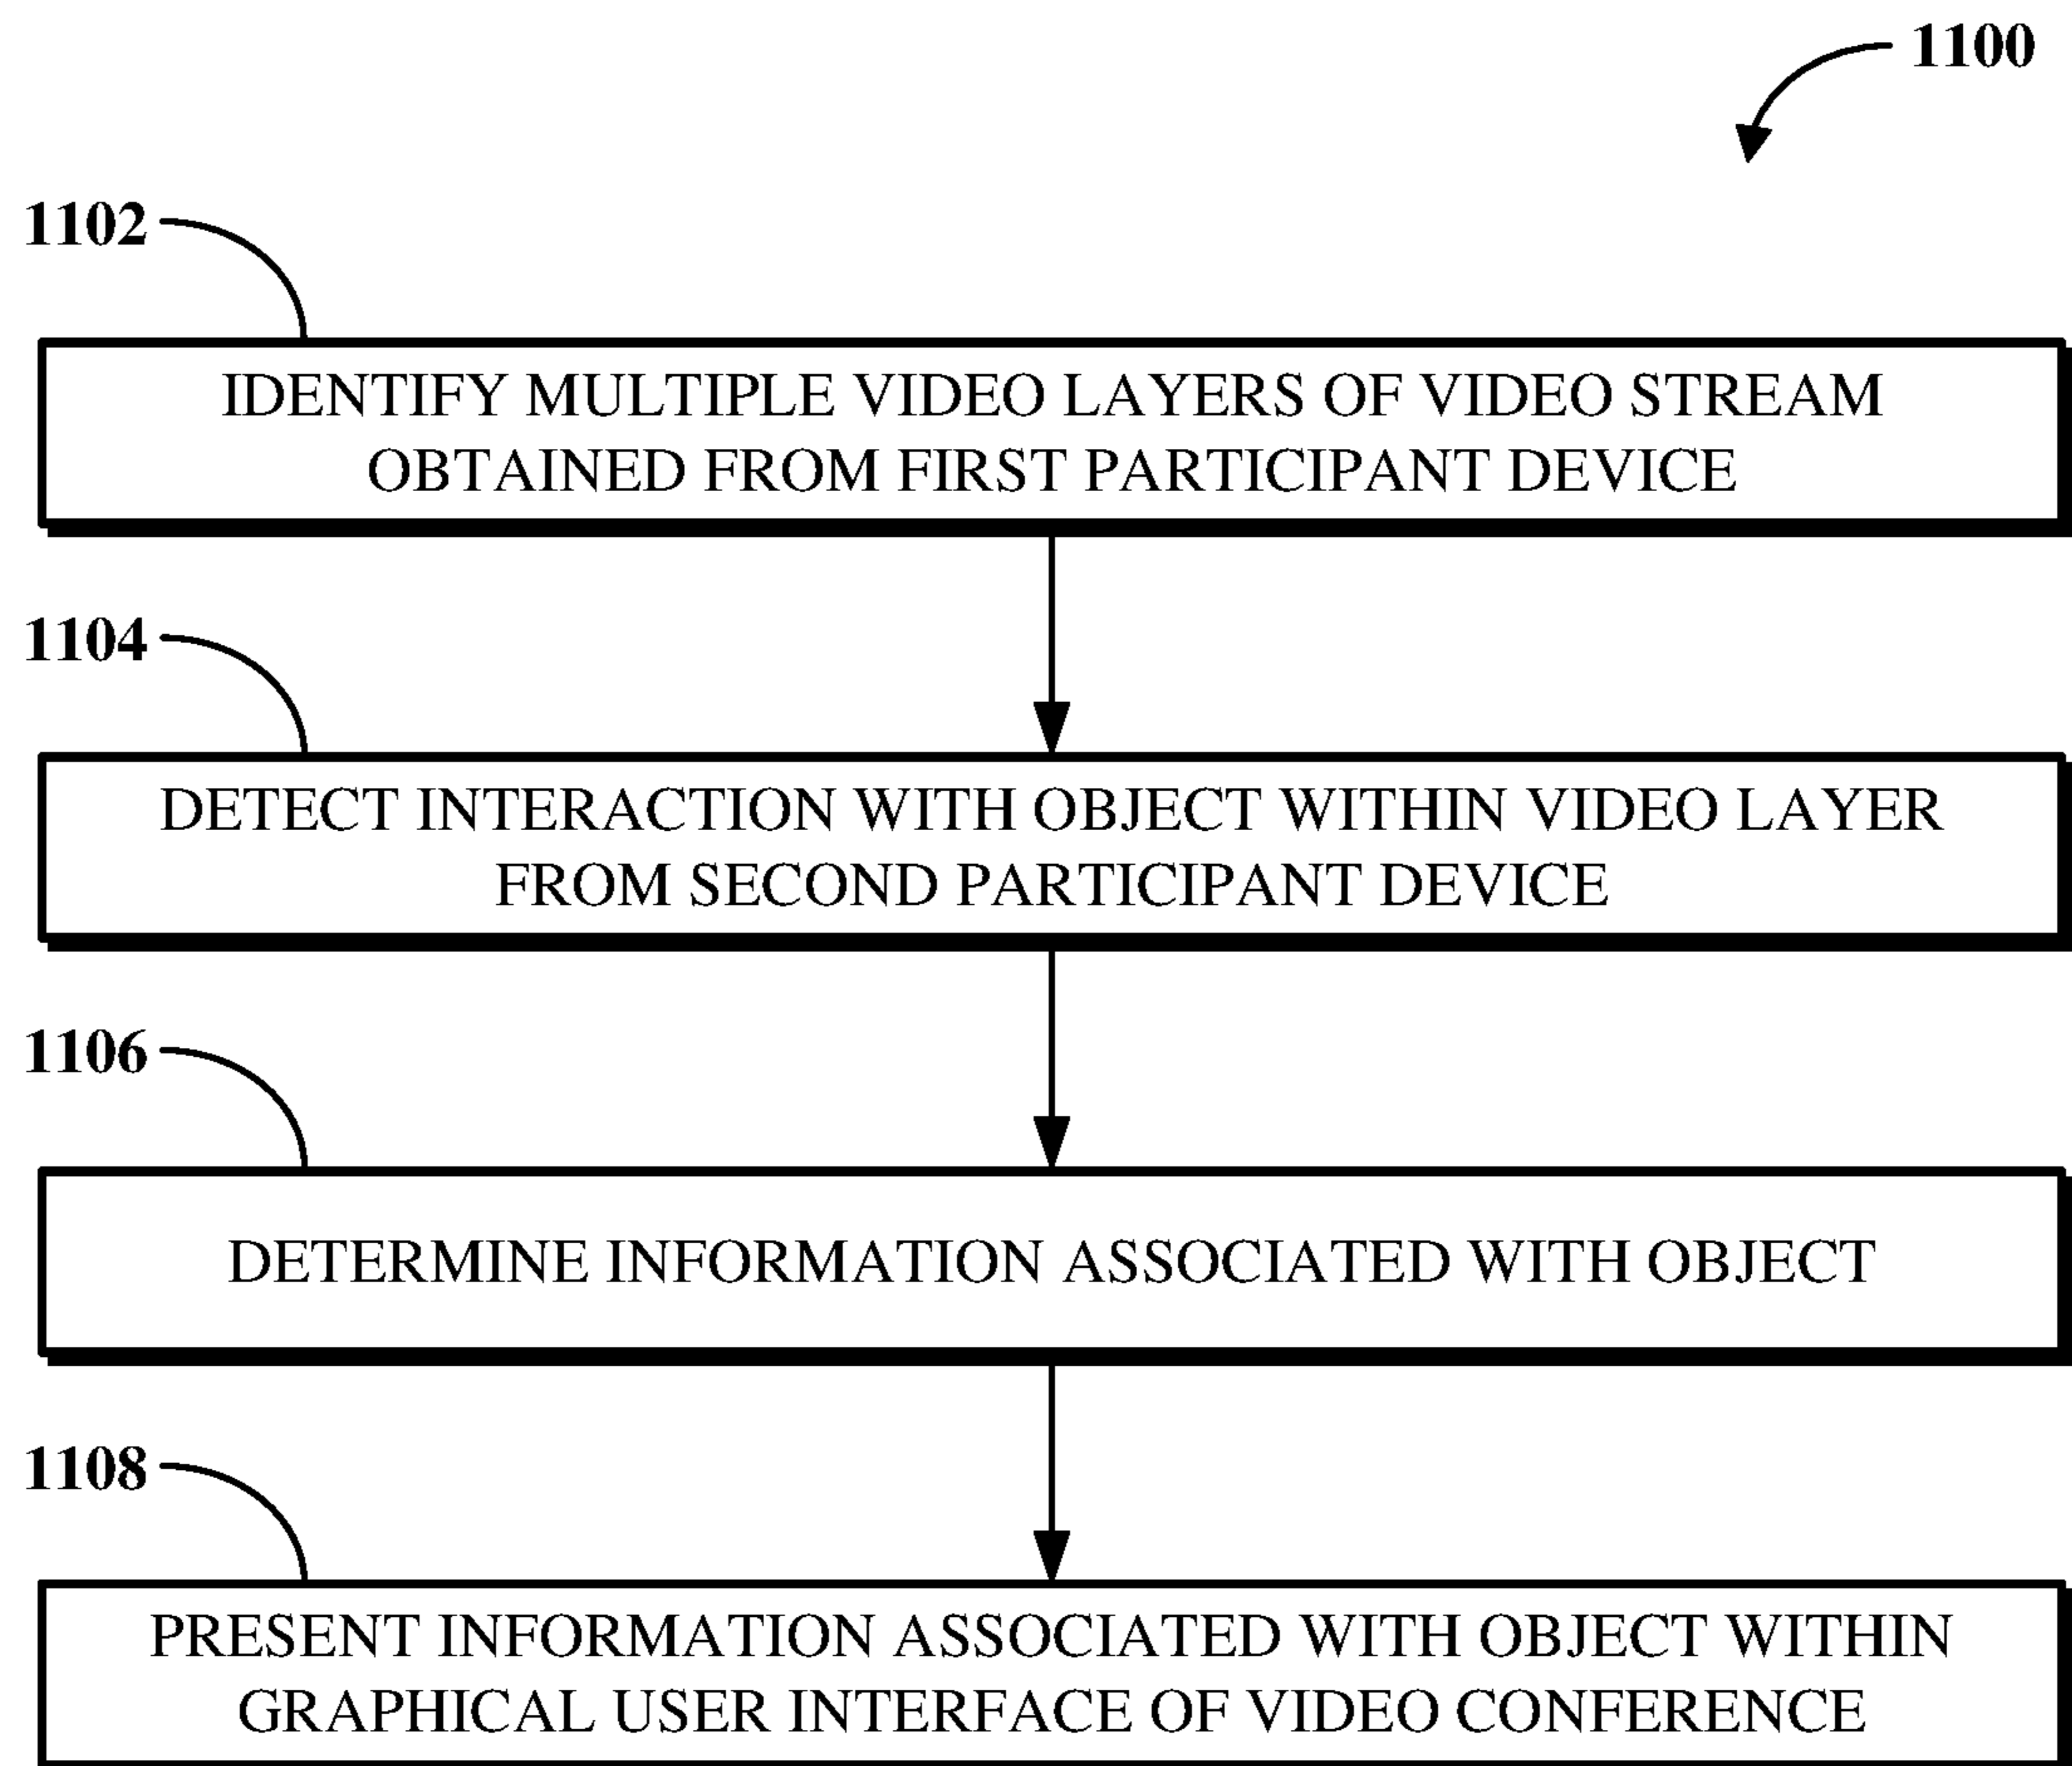 1100
1102
IDENTIFY MULTIPLE VIDEO LAYERS OF VIDEO STREAM
OBTAINED FROM FIRST PARTICIPANT DEVICE
1104
DETECT INTERACTION WITH OBJECT WITHIN VIDEO LAYER
FROM SECOND PARTICIPANT DEVICE
1106
DETERMINE INFORMATION ASSOCIATED WITH OBJECT
1108
PRESENT INFORMATION ASSOCIATED WITH OBJECT WITHIN
GRAPHICAL USER INTERFACE OF VIDEO CONFERENCE